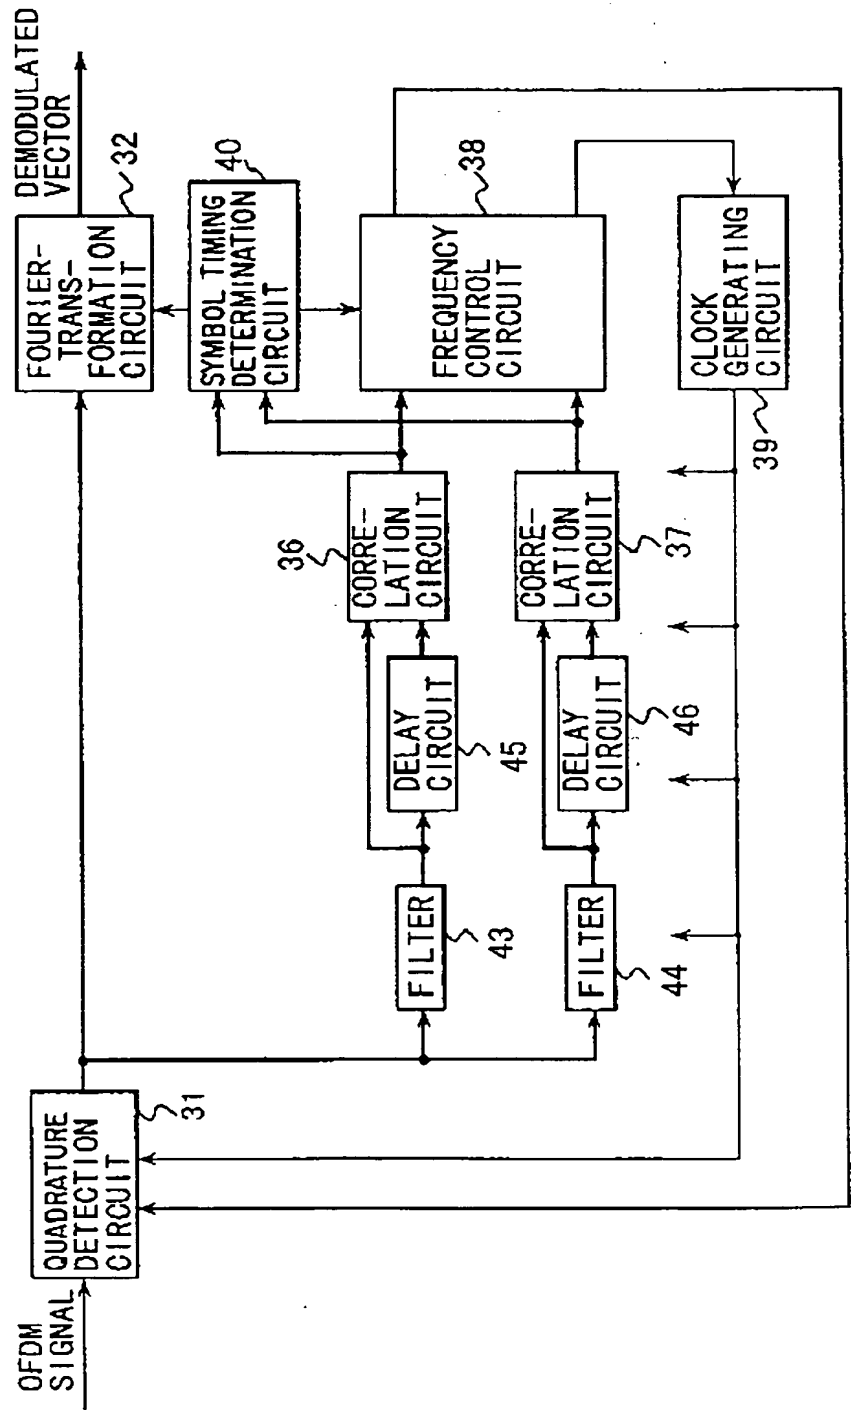 OFDM
SIGNAL
QUADRATURE
DETECTION
CIRCUIT
31
FOURIER-
TRANS-
FORMATION
CIRCUIT
32
DEMODULATED
VECTOR
SYMBOL TIMING
DETERMINATION
CIRCUIT
40
FILTER
43
DELAY
CIRCUIT
45
CORRE-
LATION
CIRCUIT
36
FREQUENCY
CONTROL
CIRCUIT
38
FILTER
44
DELAY
CIRCUIT
46
CORRE-
LATION
CIRCUIT
37
CLOCK
GENERATING
CIRCUIT
39